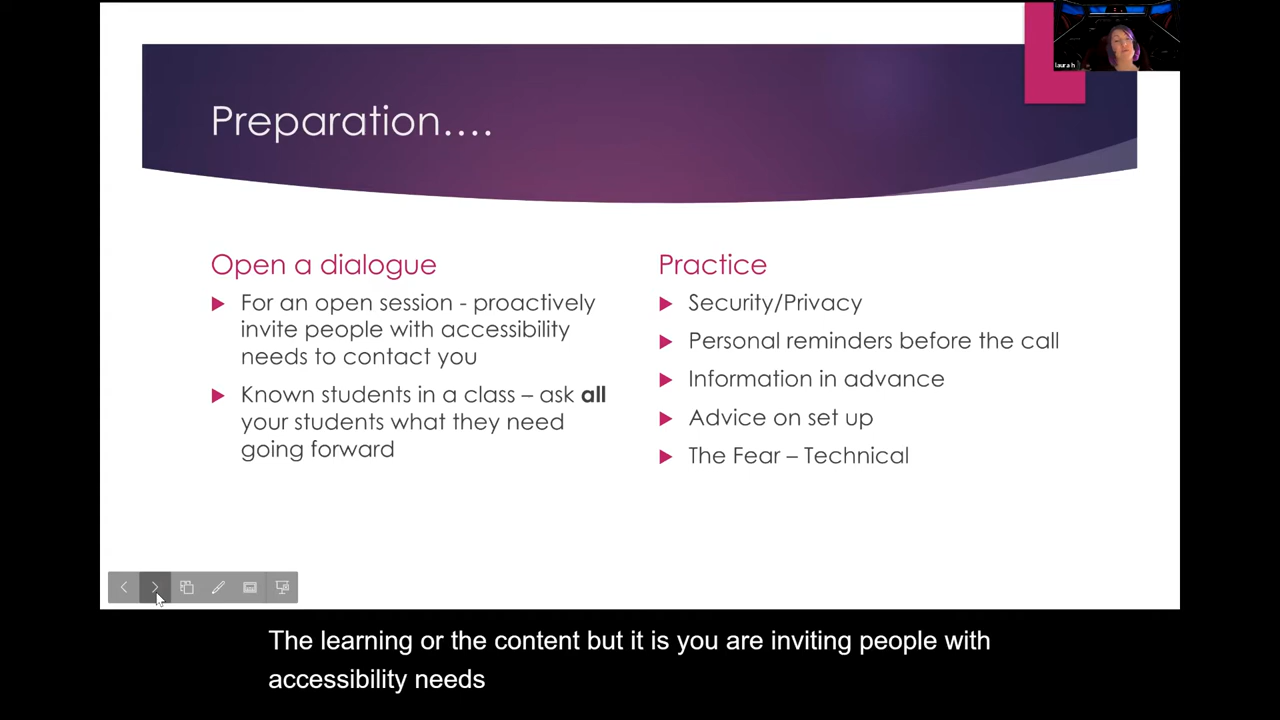 laura h
Preparation….
Open a dialogue
For an open session - proactively
invite people with accessibility
needs to contact you
Known students in a class – ask all
your students what they need
going forward
Practice
Security/Privacy
Personal reminders before the call
Information in advance
Advice on set up
The Fear – Technical
The learning or the content but it is you are inviting people with
accessibility needs